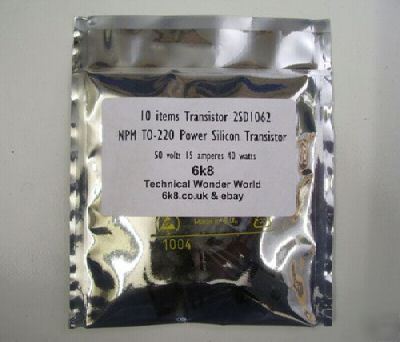 10 items Transistor 2SD1062
NPM TO-220 Power Silicon Transistor
50 volts 15 amperes 40 watts
6k8
Technical Wonder World
6k8.co.uk & ebay
1004